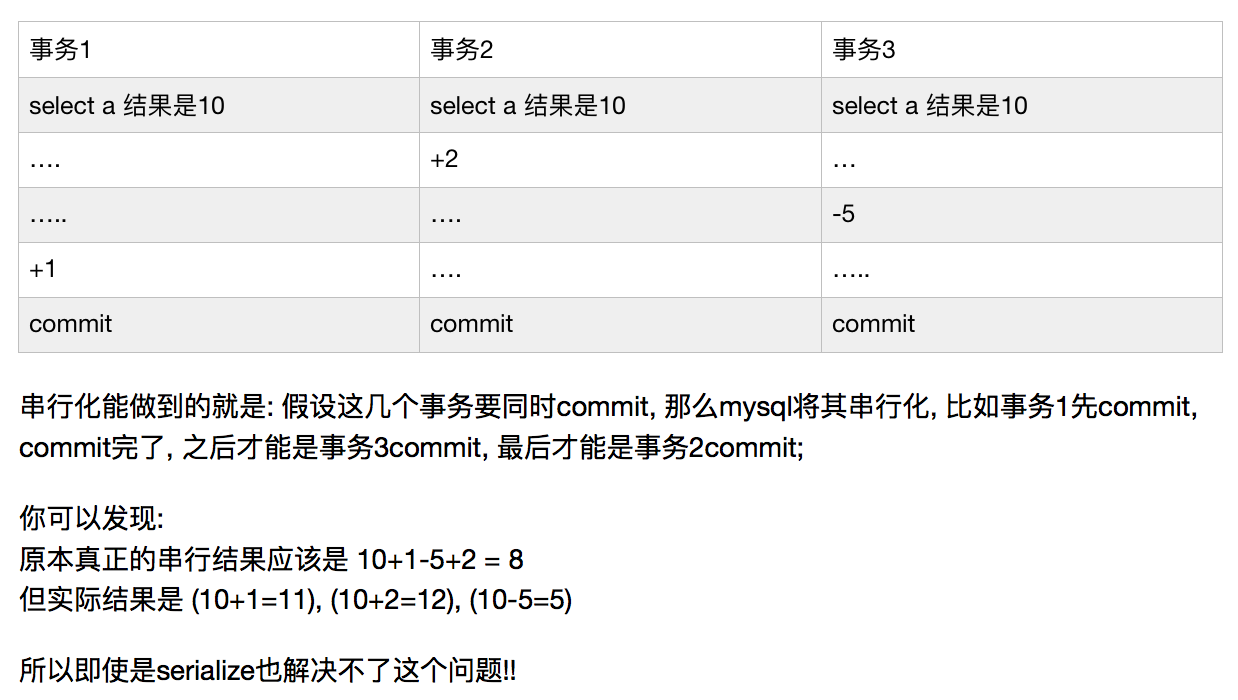 事务1 事务2 事务3
select a 结果是10 select a 结果是10 select a 结果是10
…. +2 …
….. …. -5
+1 …. …..
commit commit commit
串行化能做到的就是: 假设这几个事务要同时commit, 那么mysql将其串行化, 比如事务1先commit,
commit完了, 之后才能是事务3commit, 最后才能是事务2commit;
你可以发现:
原本真正的串行结果应该是 10+1-5+2 = 8
但实际结果是 (10+1=11), (10+2=12), (10-5=5)
所以即使是serialize也解决不了这个问题!!